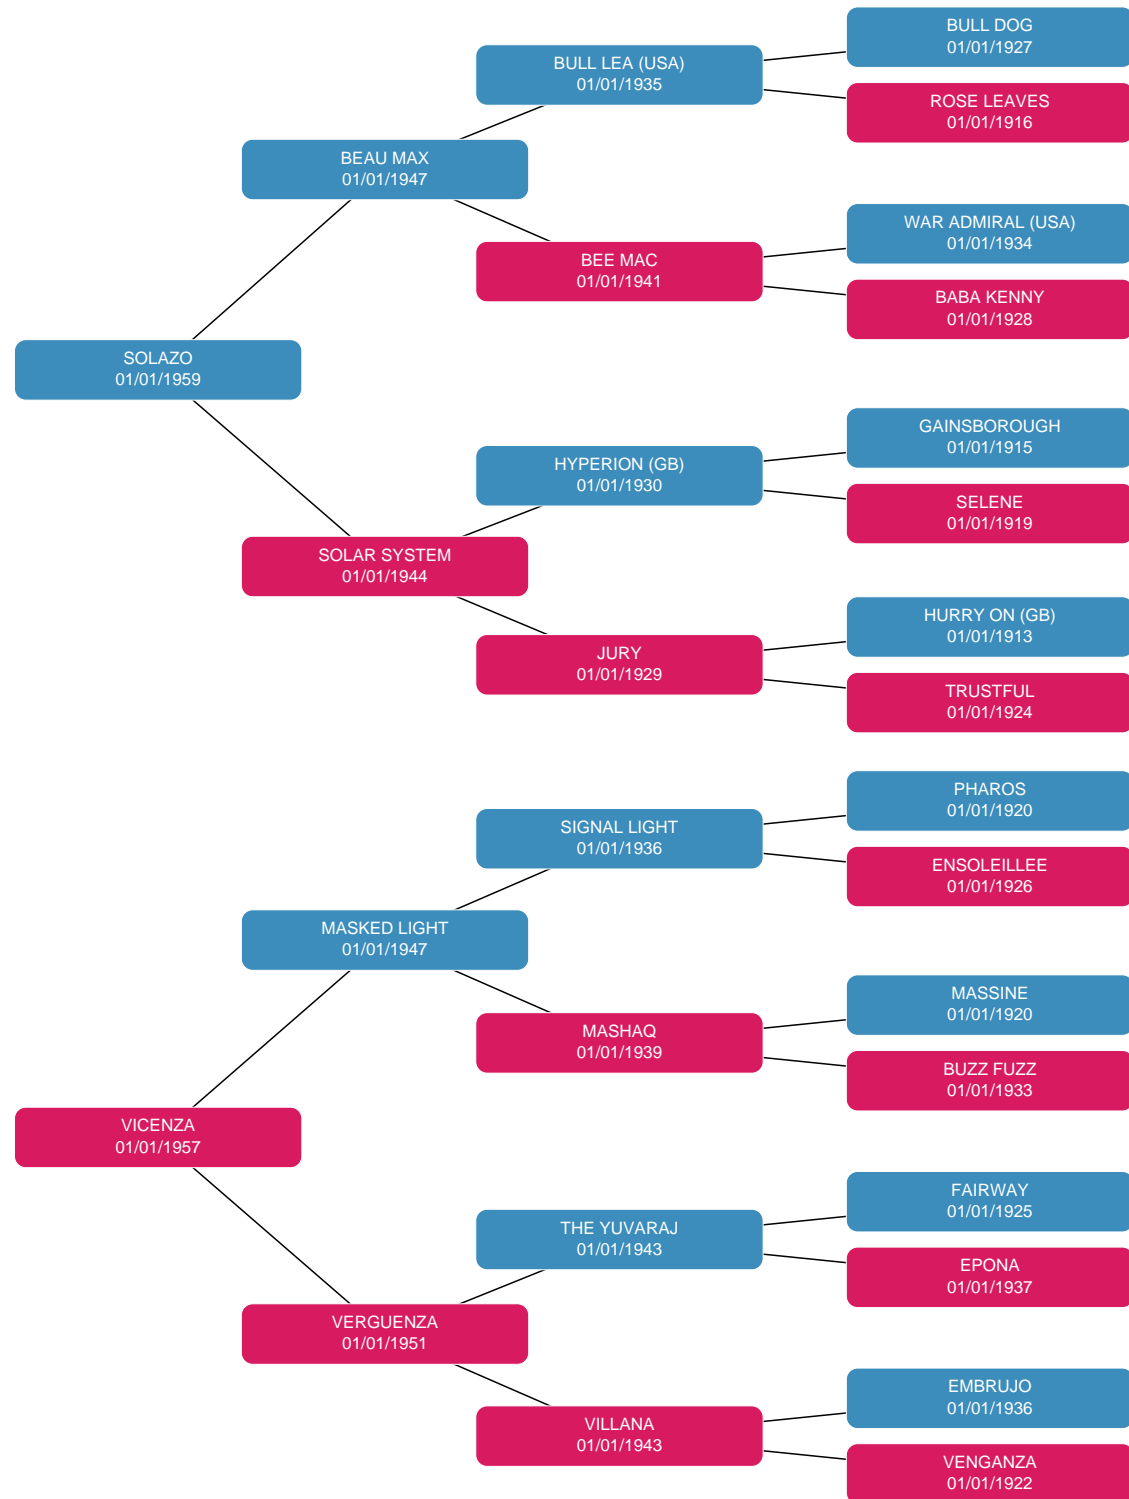 BULL DOG
01/01/1927
BULL LEA (USA)
01/01/1935
ROSE LEAVES
01/01/1916
BEAU MAX
01/01/1947
WAR ADMIRAL (USA)
01/01/1934
BEE MAC
01/01/1941
BABA KENNY
01/01/1928
SOLAZO
01/01/1959
GAINSBOROUGH
01/01/1915
HYPERION (GB)
01/01/1930
SELENE
01/01/1919
SOLAR SYSTEM
01/01/1944
HURRY ON (GB)
01/01/1913
JURY
01/01/1929
TRUSTFUL
01/01/1924
PHAROS
01/01/1920
SIGNAL LIGHT
01/01/1936
ENSOLEILLEE
01/01/1926
MASKED LIGHT
01/01/1947
MASSINE
01/01/1920
MASHAQ
01/01/1939
BUZZ FUZZ
01/01/1933
VICENZA
01/01/1957
FAIRWAY
01/01/1925
THE YUVARAJ
01/01/1943
EPONA
01/01/1937
VERGUENZA
01/01/1951
EMBRUJO
01/01/1936
VILLANA
01/01/1943
VENGANZA
01/01/1922